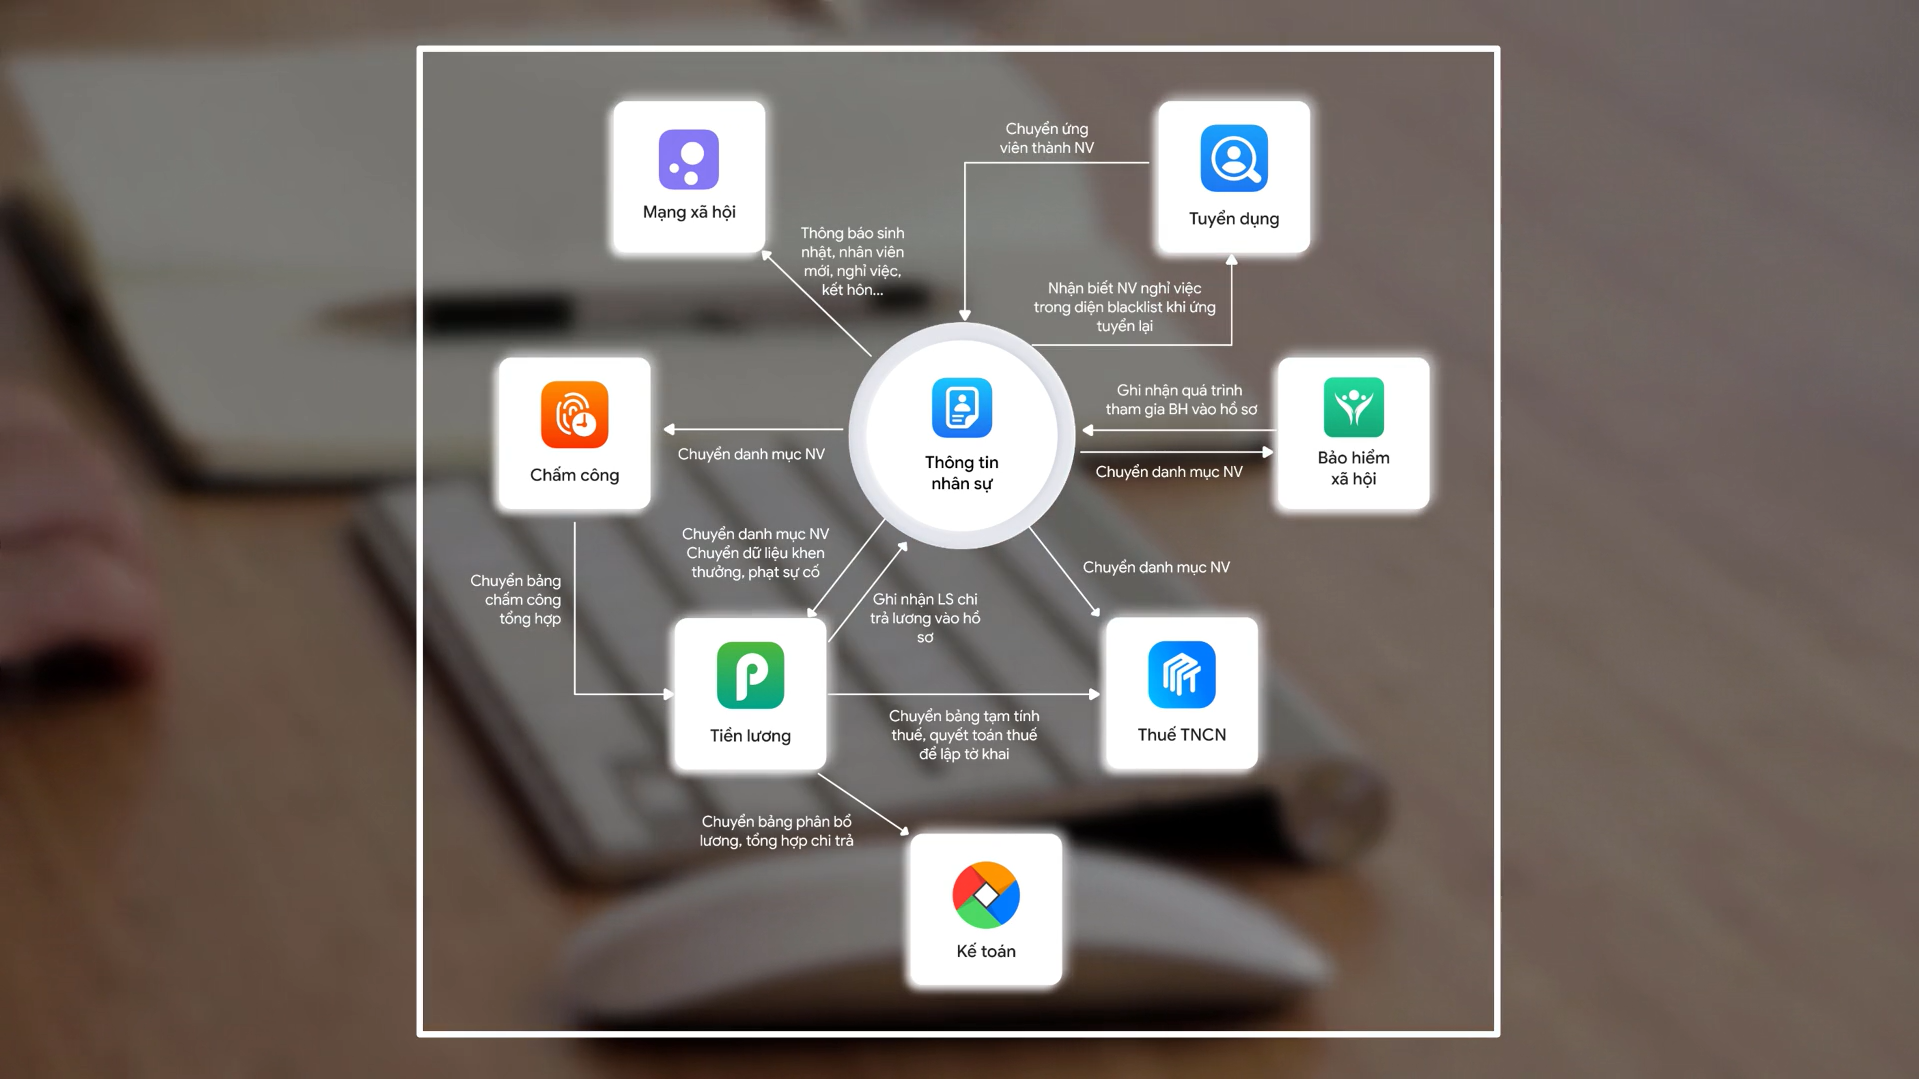 Mạng xã hội
Chuyển ứng
viên thành NV
Tuyển dụng
Thông báo sinh
nhật, nhân viên
mới, nghỉ việc,
kết hôn...
Nhận biết NV nghỉ việc
trong diện blacklist khi ứng
tuyển lại
Chấm công
Chuyển danh mục NV
Thông tin
nhân sự
Ghi nhận quá trình
tham gia BH vào hồ sơ
Chuyển danh mục NV
Bảo hiểm
xã hội
Chuyển bảng
chấm công
tổng hợp
Chuyển danh mục NV
Chuyển dữ liệu khen
thưởng, phạt sự cố
Ghi nhận LS chi
trả lương vào hồ
sơ
Chuyển danh mục NV
Tiền lương
Chuyển bảng tạm tính
thuế, quyết toán thuế
để lập tờ khai
Thuế TNCN
Chuyển bảng phân bổ
lương, tổng hợp chi trả
Kế toán